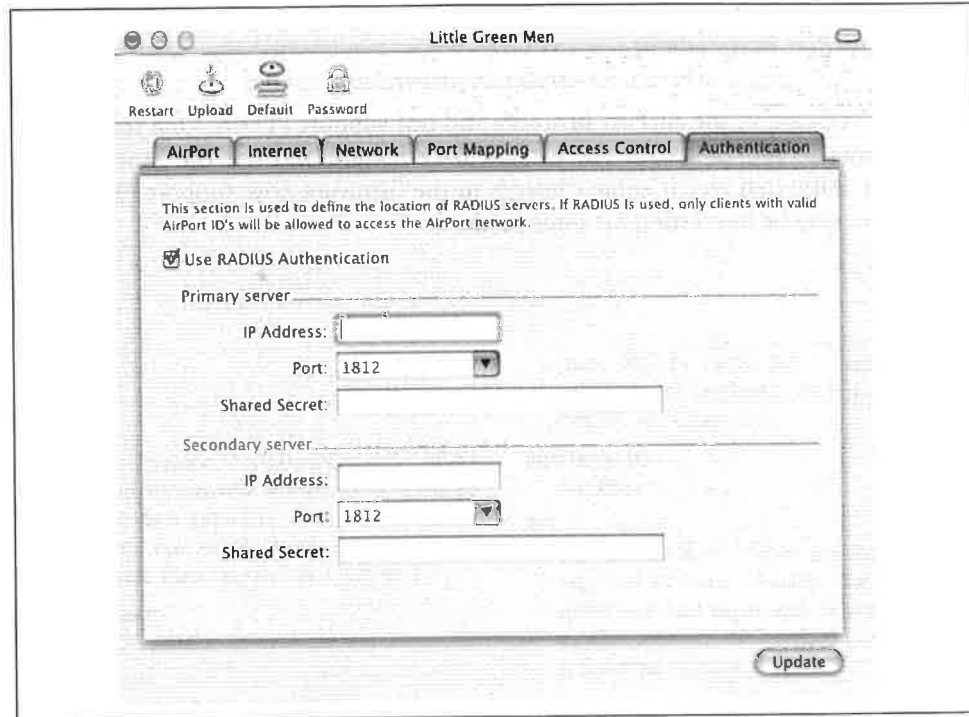 Little Green Men
Restart Upload Default Password
AirPort Internet Network Port Mapping Access Control Authentication
This section is used to define the location of RADIUS servers. If RADIUS is used, only clients with valid
AirPort ID's will be allowed to access the AirPort network.
Use RADIUS Authentication
Primary server
IP Address:
Port: 1812
Shared Secret:
Secondary server
IP Address:
Port: 1812
Shared Secret:
Update